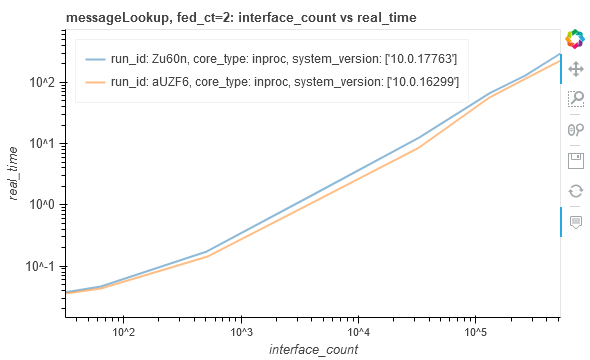 messageLookup, fed_ct=2: interface_count vs real_time
run_id: Zu60n, core_type: inproc, system_version: ['10.0.17763']
run_id: aUZF6, core_type: inproc, system_version: ['10.0.16299']
10^2
10^1
10^0
10^-1
real_time
10^2
10^3
10^4
10^5
interface_count